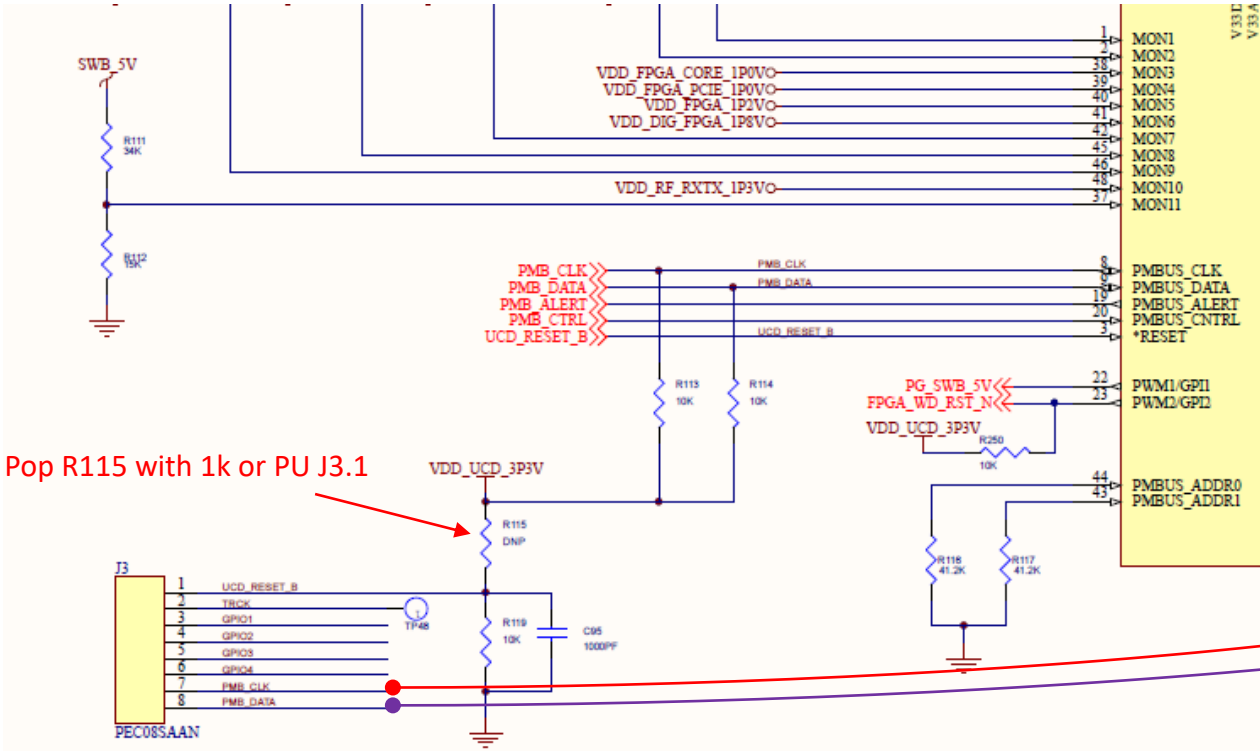 V33D
V33A
SWB_5V
R111
34K
R112
15K
1
MON1
2
MON2
VDD_FPGA_CORE_1P0V
38
MON3
VDD_FPGA_PCIE_1P0V
39
MON4
VDD_FPGA_1P2V
40
MON5
VDD_DIG_FPGA_1P8V
41
MON6
42
MON7
45
MON8
46
MON9
VDD_RF_RXTX_1P3V
48
MON10
37
MON11
PMB_CLK
PMB_CLK
8
PMBUS_CLK
PMB_DATA
PMB_DATA
9
PMBUS_DATA
PMB_ALERT
19
PMBUS_ALERT
PMB_CTRL
20
PMBUS_CNTRL
UCD_RESET_B
UCD_RESET_B
3
*RESET
R113
10K
R114
10K
PG_SWB_5V
22
PWM1/GPI1
FPGA_WD_RST_N
23
PWM2/GPI2
VDD_UCD_3P3V
R250
10K
44
PMBUS_ADDR0
43
PMBUS_ADDR1
R116
41.2K
R117
41.2K
Pop R115 with 1k or PU J3.1
VDD_UCD_3P3V
R115
DNP
J3
1
UCD_RESET_B
2
TRCK
1
TP48
3
GPIO1
4
GPIO2
5
GPIO3
6
GPIO4
7
PMB_CLK
8
PMB_DATA
PEC08SAAN
R119
10K
C95
1000PF